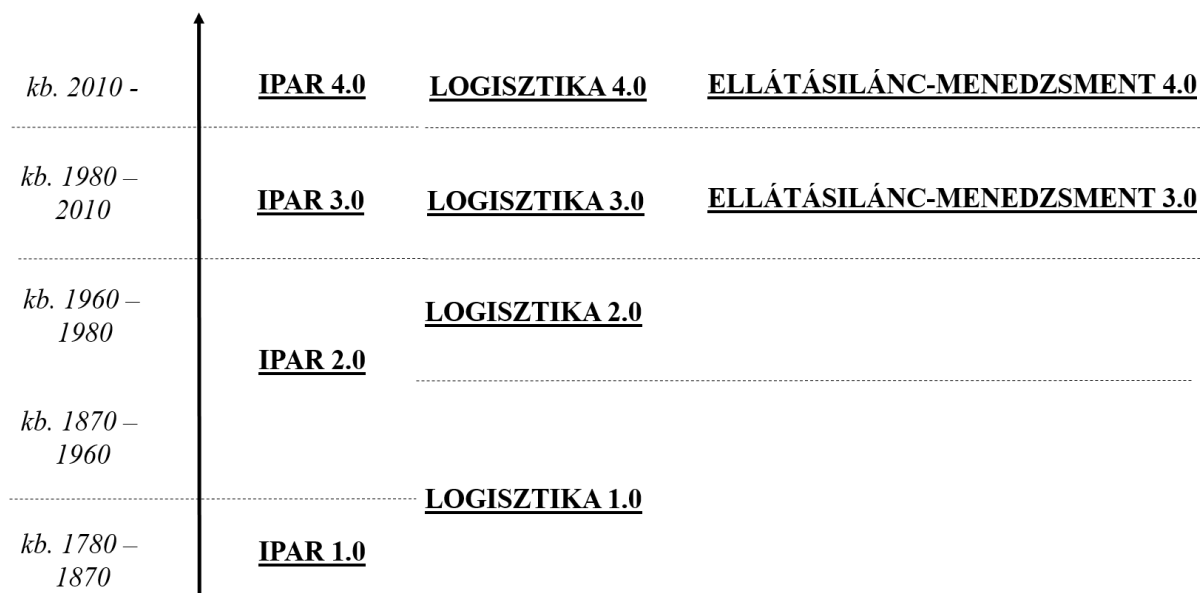 kb. 2010 -
IPAR 4.0
LOGISZTIKA 4.0
ELLÁTÁSILÁNC-MENEDZSMENT 4.0
kb. 1980 –
2010
IPAR 3.0
LOGISZTIKA 3.0
ELLÁTÁSILÁNC-MENEDZSMENT 3.0
kb. 1960 –
1980
LOGISZTIKA 2.0
IPAR 2.0
kb. 1870 –
1960
LOGISZTIKA 1.0
kb. 1780 –
1870
IPAR 1.0